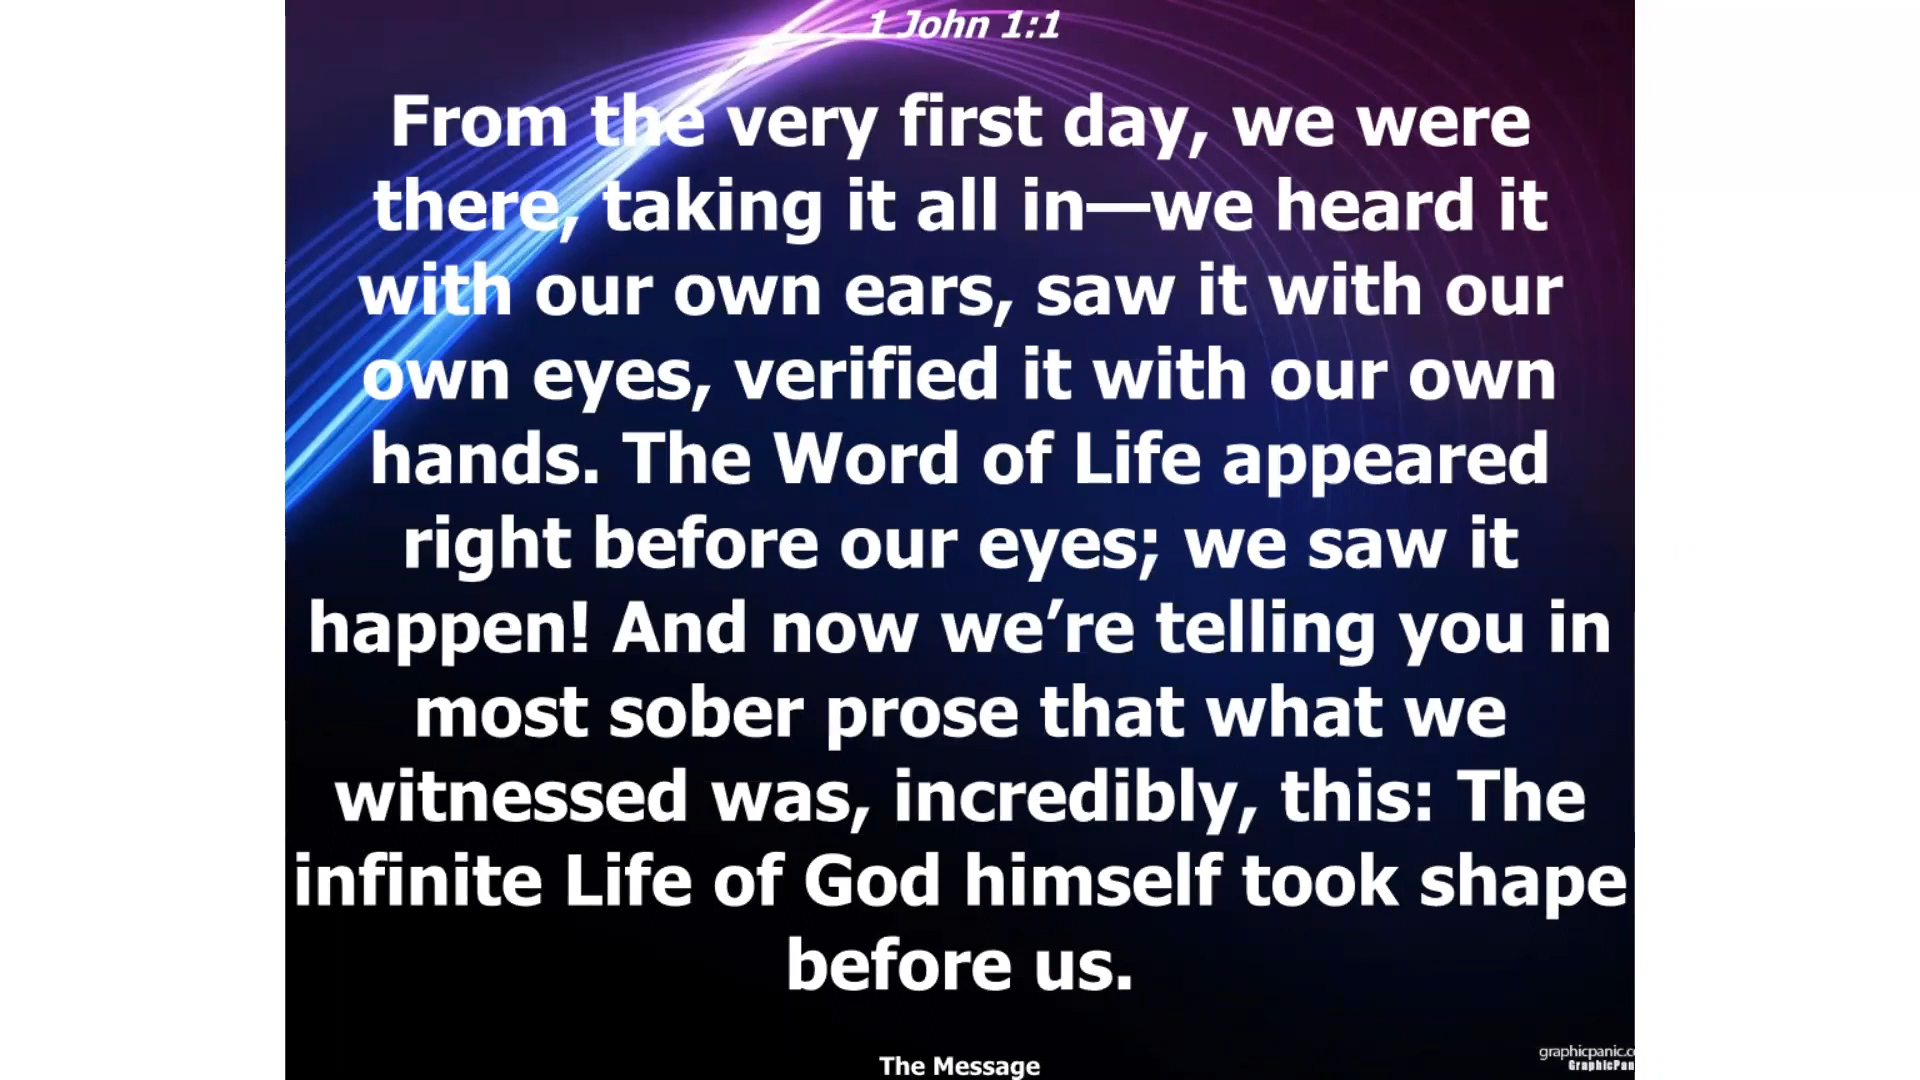 1 John 1:1
From the very first day, we were
there, taking it all in—we heard it
with our own ears, saw it with our
own eyes, verified it with our own
hands. The Word of Life appeared
right before our eyes; we saw it
happen! And now we’re telling you in
most sober prose that what we
witnessed was, incredibly, this: The
infinite Life of God himself took shape
before us.
The Message
graphicpanic.c
GraphicPan